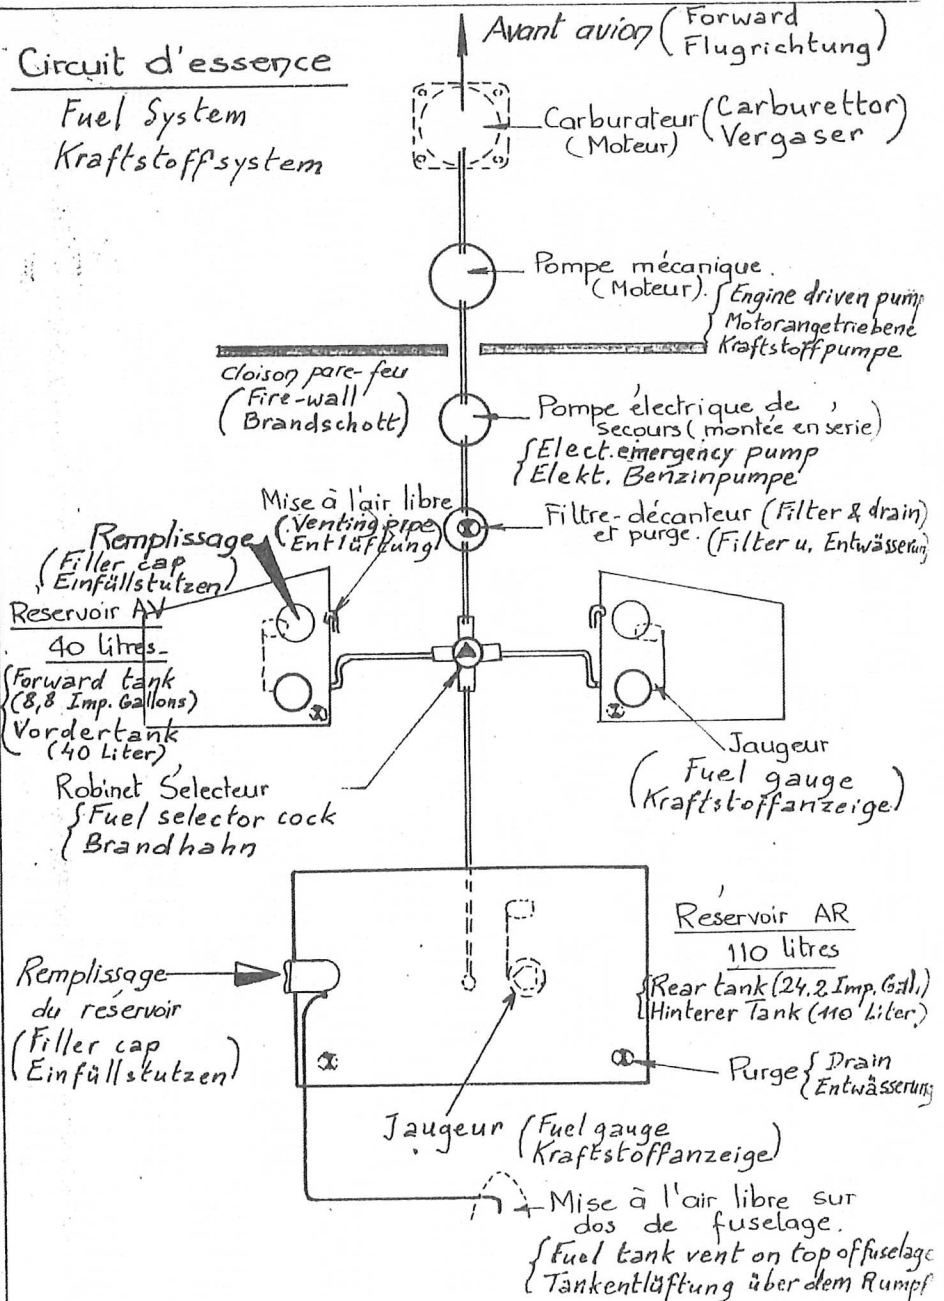 Circuit d'essence
Fuel System
Kraftstoffsystem
Avant avion (Forward
Flugrichtung)
Carburateur (Carburettor
(Moteur) Vergaser)
Pompe mécanique.
(Moteur). {Engine driven pump
Motorangetriebene
Kraftstoffpumpe
cloison pare-feu
(Fire-wall
Brandschott)
Pompe électrique de
secours (montée en série)
{Elect. emergency pump
Elekt. Benzinpumpe
Mise à l'air libre
(Venting pipe
Entlüftung)
Filtre-décanteur (Filter & drain)
et purge. (Filter u. Entwässerung
Remplissage
(Filler cap
Einfüllstutzen)
Reservoir AV
40 litres-
{Forward tank
(8,8 Imp. Gallons)
Vordertank
(40 Liter)
Robinet Sélecteur
{Fuel selector cock
Brandhahn
Jaugeur
(Fuel gauge
Kraftstoffanzeige)
Réservoir AR
110 litres
{Rear tank (24.2 Imp. Gal.)
Hinterer Tank (110 Liter)
Remplissage
du réservoir
(Filler cap
Einfüllstutzen)
Purge {Drain
Entwässerung
Jaugeur (Fuel gauge
Kraftstoffanzeige)
Mise à l'air libre sur
dos de fuselage.
{Fuel tank vent on top of fuselage
Tankentlüftung über dem Rumpf